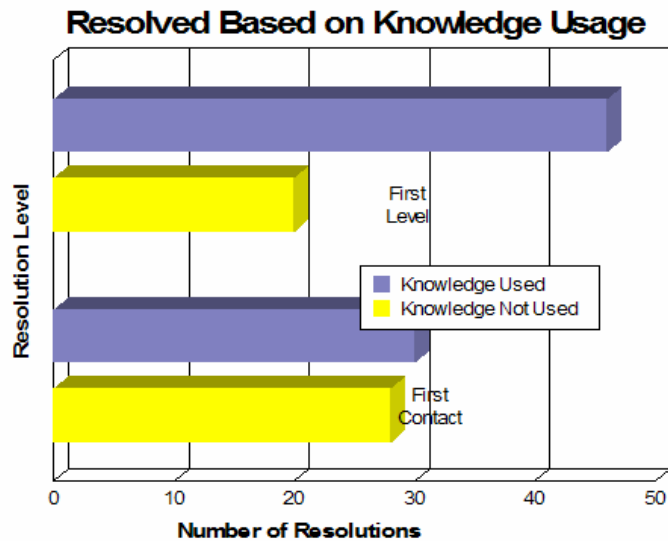 Resolved Based on Knowledge Usage
Resolution Level
First
Level
Knowledge Used
Knowledge Not Used
First
Contact
0 10 20 30 40 50
Number of Resolutions